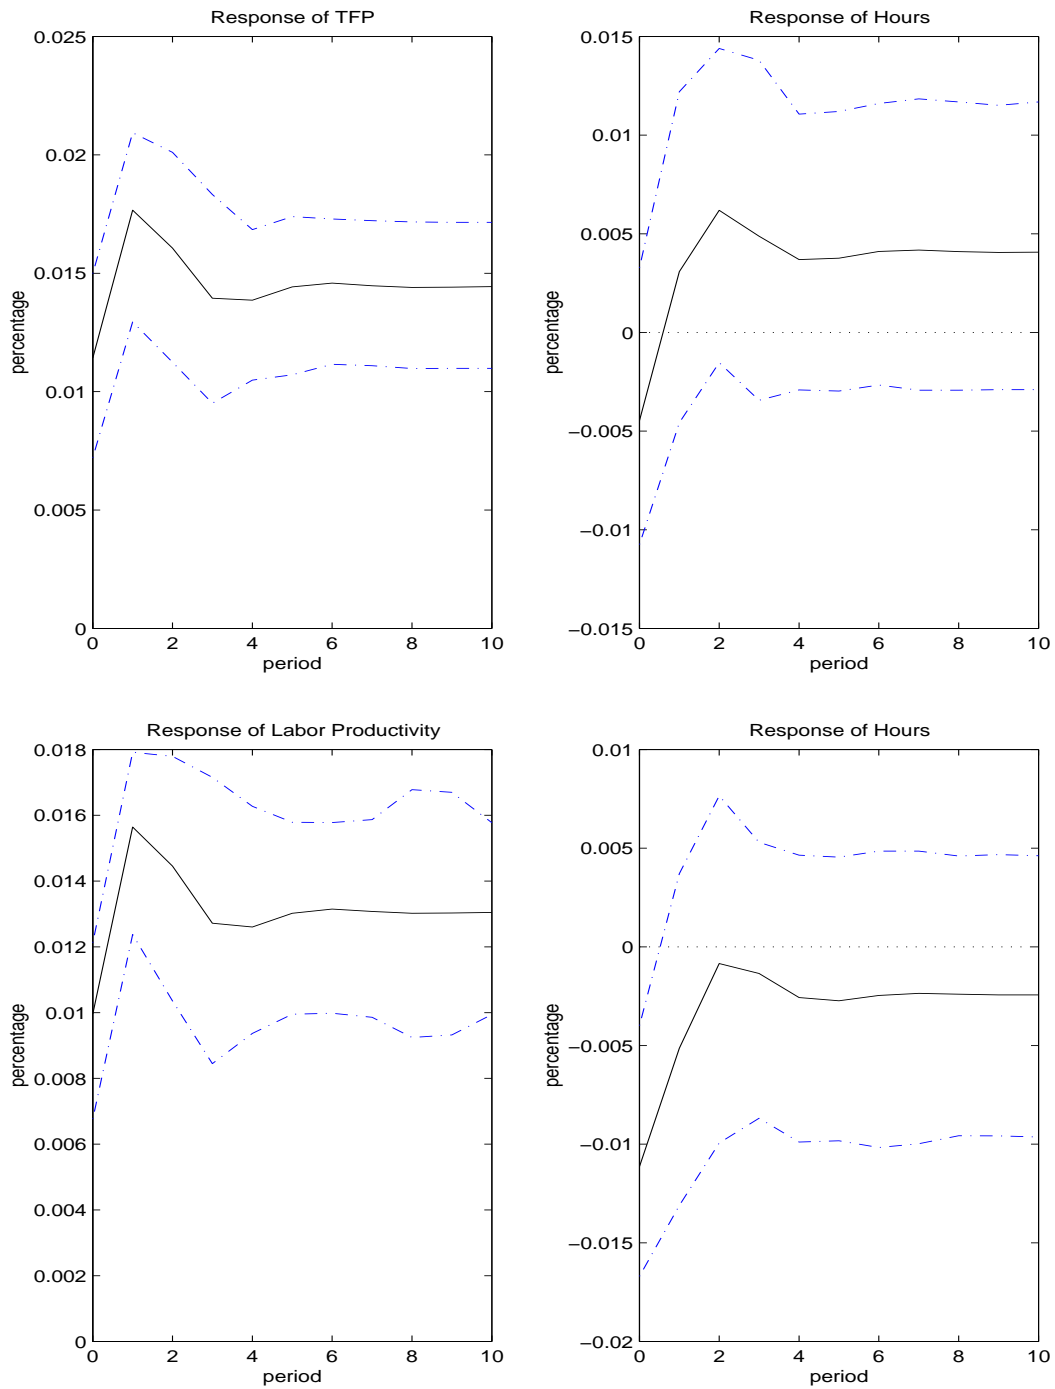 Response of TFP
0.025
0.02
0.015
0.01
0.005
0
percentage
0 2 4 6 8 10
period
Response of Hours
0.015
0.01
0.005
0
−0.005
−0.01
−0.015
percentage
0 2 4 6 8 10
period
Response of Labor Productivity
0.018
0.016
0.014
0.012
0.01
0.008
0.006
0.004
0.002
0
percentage
0 2 4 6 8 10
period
Response of Hours
0.01
0.005
0
−0.005
−0.01
−0.015
−0.02
percentage
0 2 4 6 8 10
period